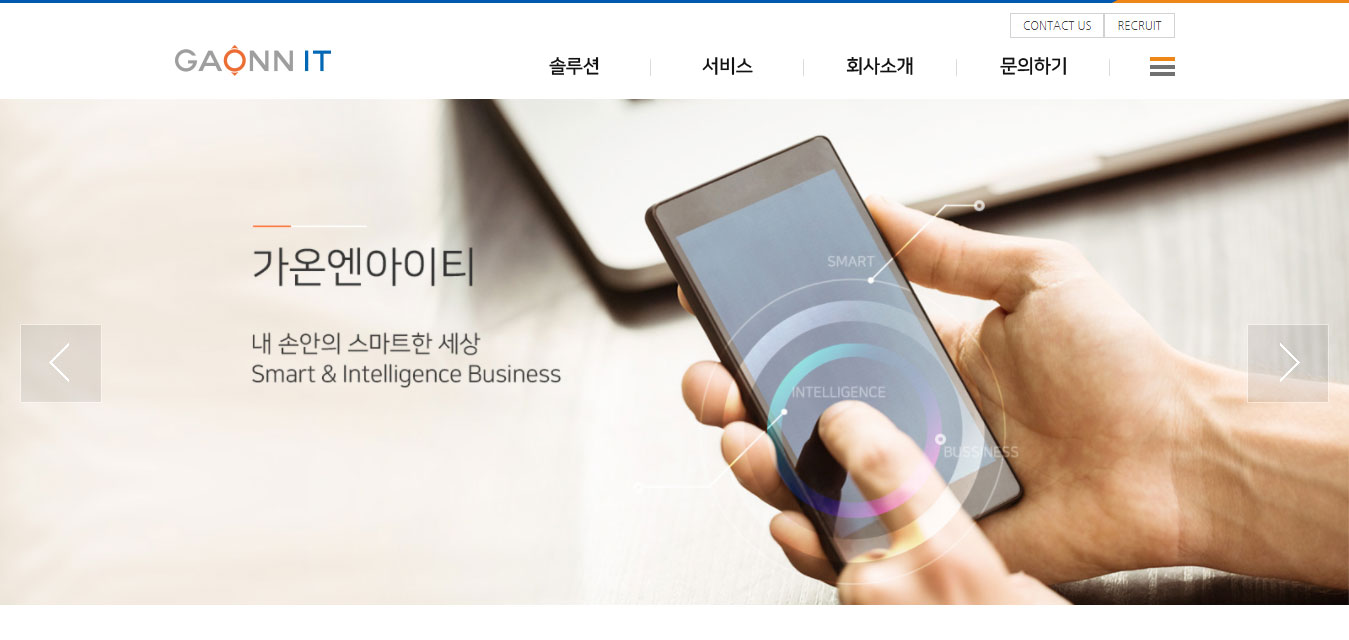 CONTACT US
RECRUIT
GAONN IT
솔루션
서비스
회사소개
문의하기
가온엔아이티
내 손안의 스마트한 세상
Smart & Intelligence Business
SMART
INTELLIGENCE
BUSSINESS